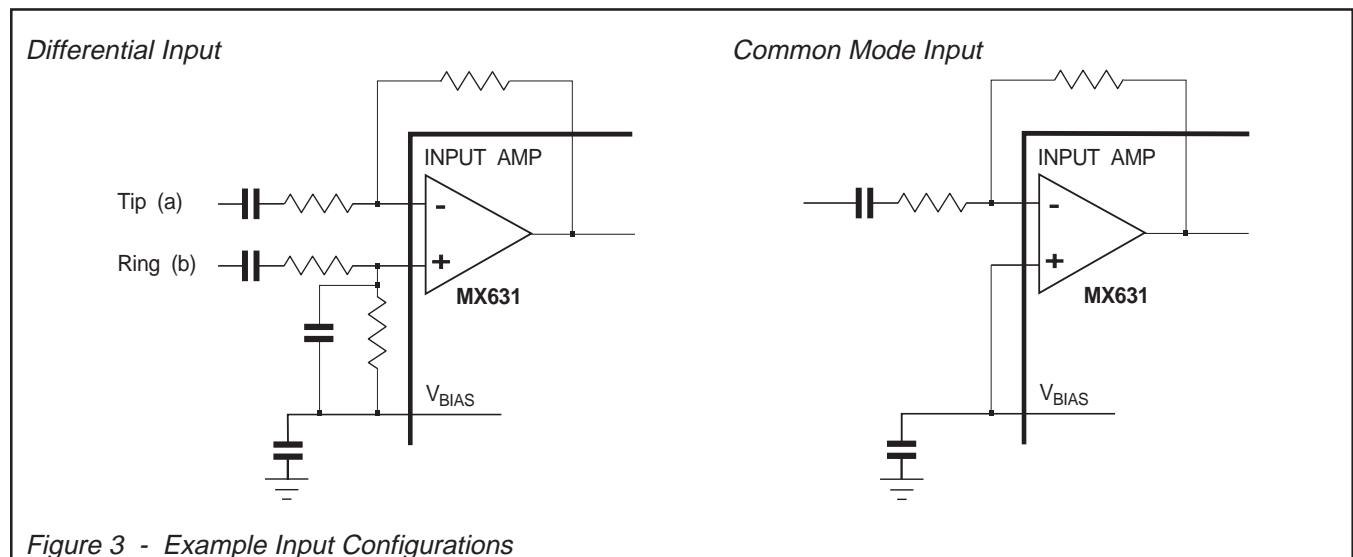 Differential Input
INPUT AMP
Tip (a)
-
Ring (b)
+
MX631
VBIAS
Common Mode Input
INPUT AMP
-
+
MX631
VBIAS
Figure 3 - Example Input Configurations